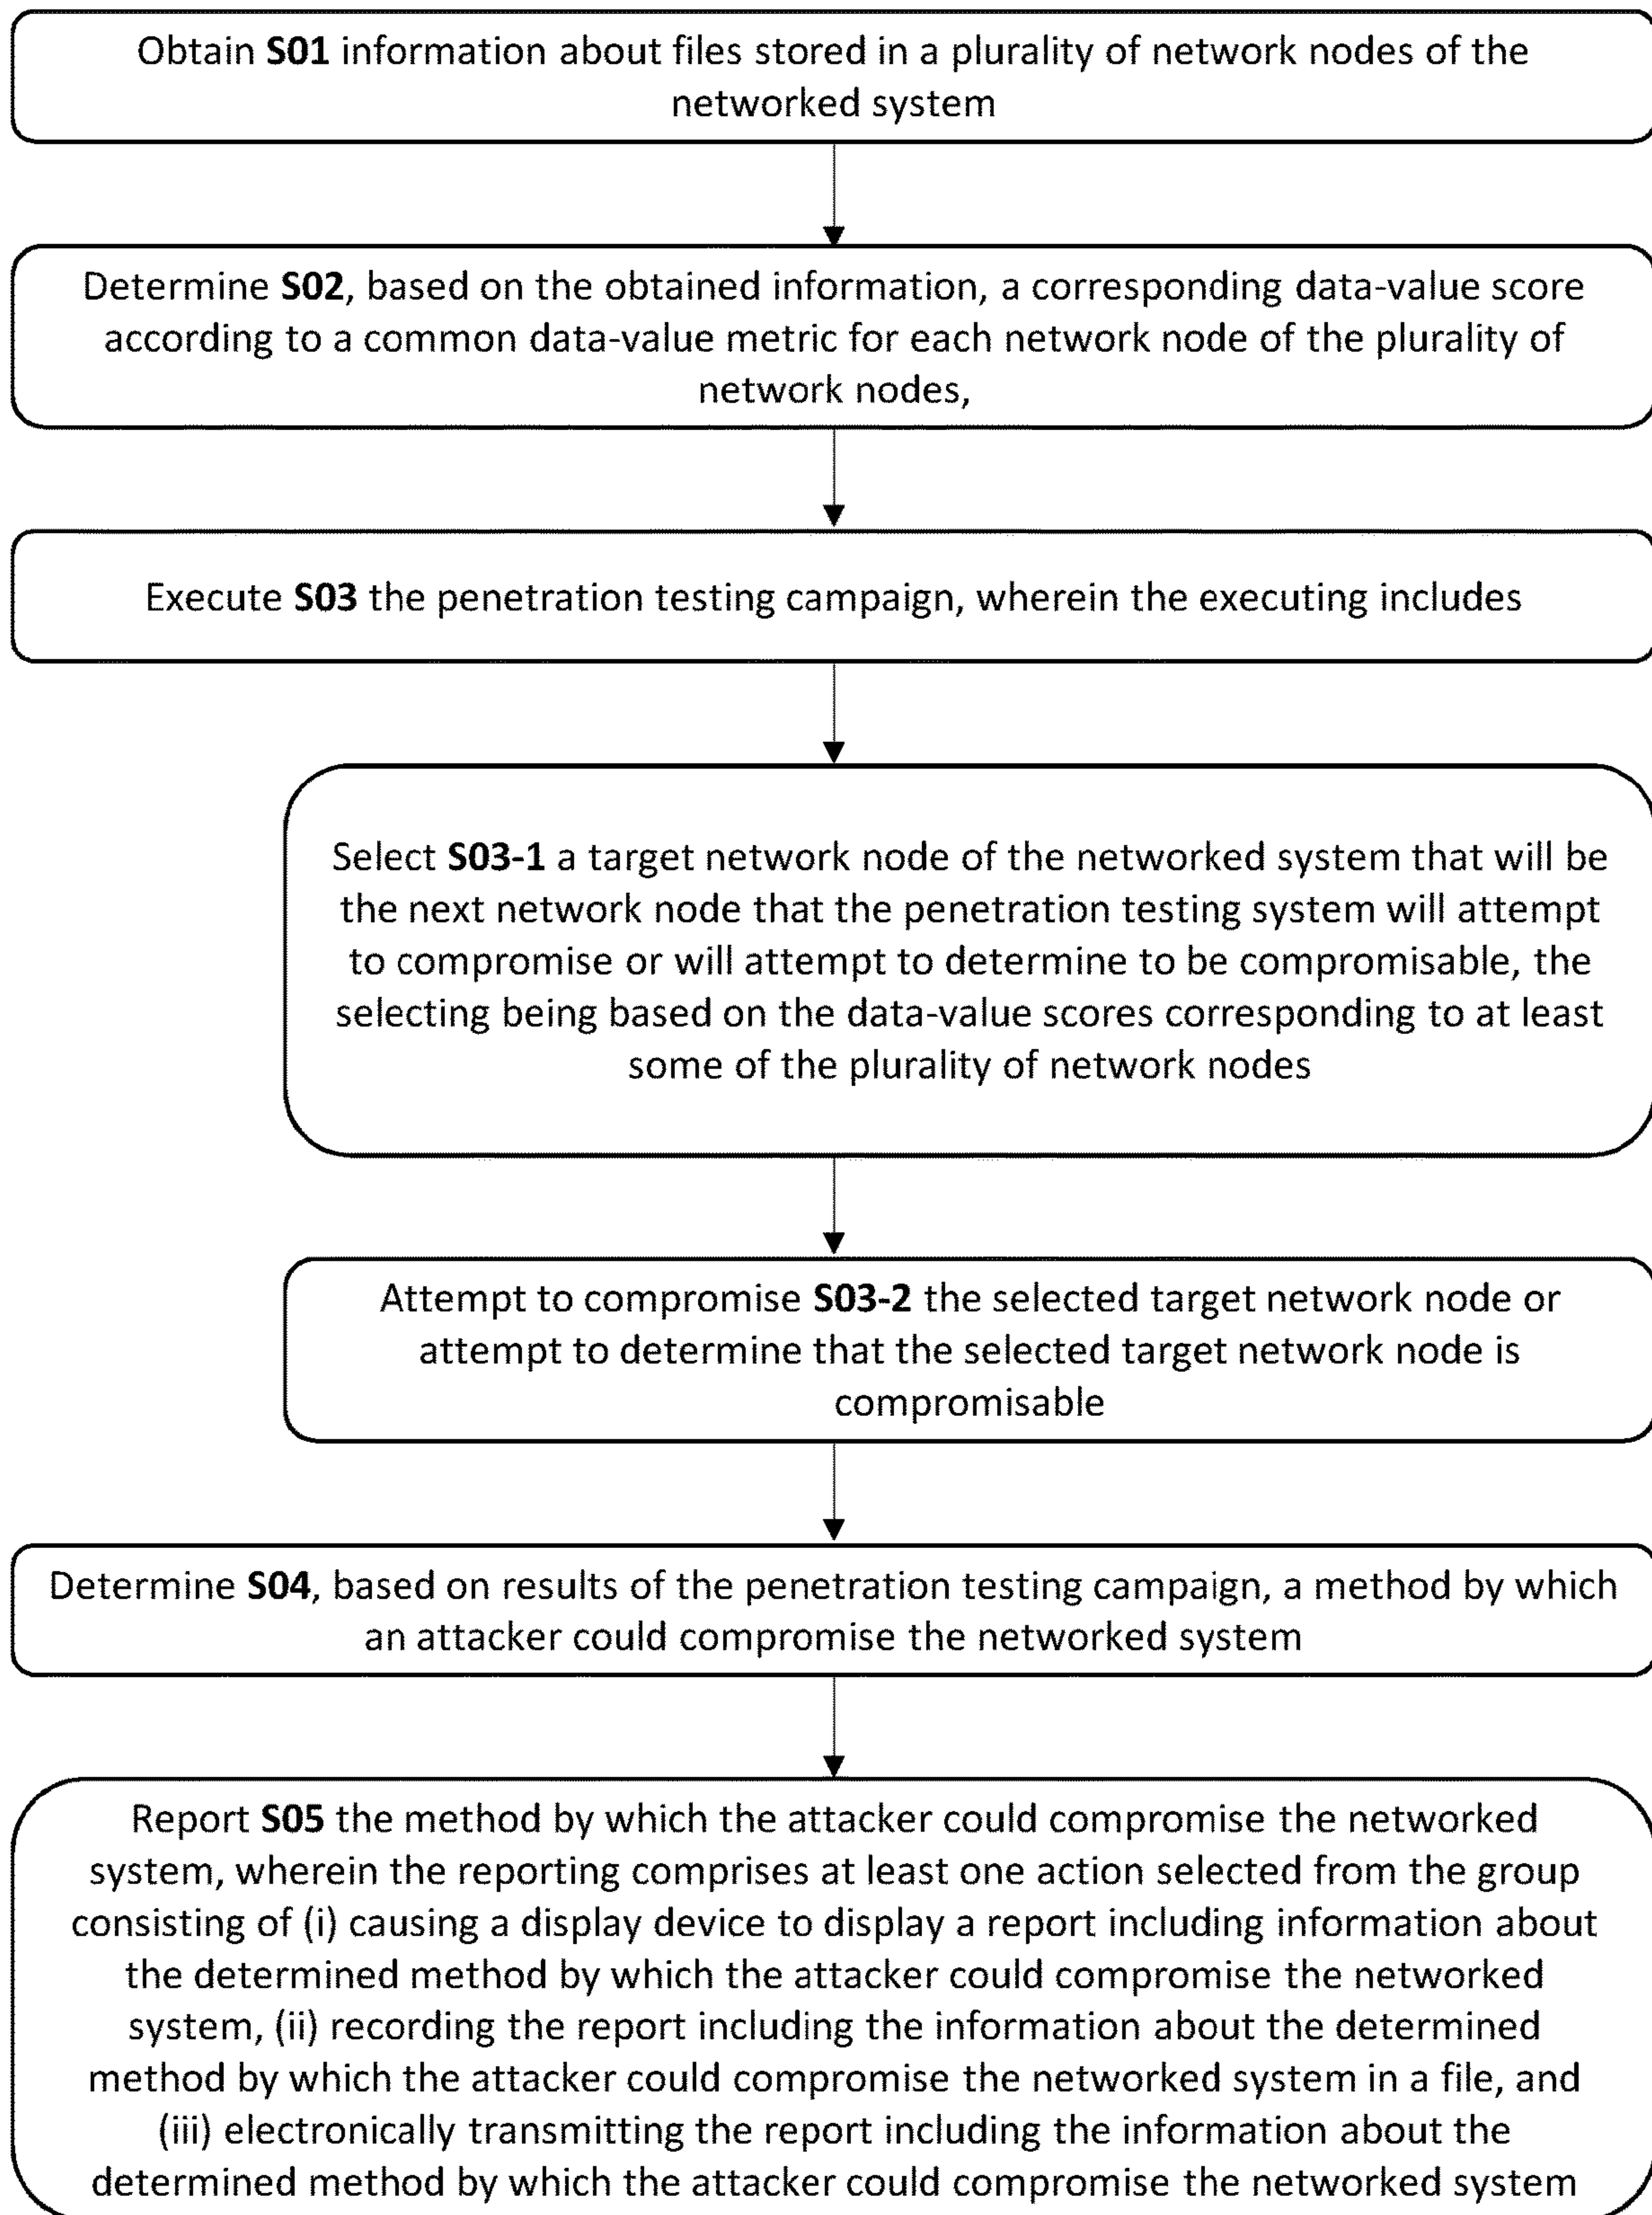 Obtain S01 information about files stored in a plurality of network nodes of the
networked system
Determine S02, based on the obtained information, a corresponding data-value score
according to a common data-value metric for each network node of the plurality of
network nodes,
Execute S03 the penetration testing campaign, wherein the executing includes
Select S03-1 a target network node of the networked system that will be
the next network node that the penetration testing system will attempt
to compromise or will attempt to determine to be compromisable, the
selecting being based on the data-value scores corresponding to at least
some of the plurality of network nodes
Attempt to compromise S03-2 the selected target network node or
attempt to determine that the selected target network node is
compromisable
Determine S04, based on results of the penetration testing campaign, a method by which
an attacker could compromise the networked system
Report S05 the method by which the attacker could compromise the networked
system, wherein the reporting comprises at least one action selected from the group
consisting of (i) causing a display device to display a report including information about
the determined method by which the attacker could compromise the networked
system, (ii) recording the report including the information about the determined
method by which the attacker could compromise the networked system in a file, and
(iii) electronically transmitting the report including the information about the
determined method by which the attacker could compromise the networked system